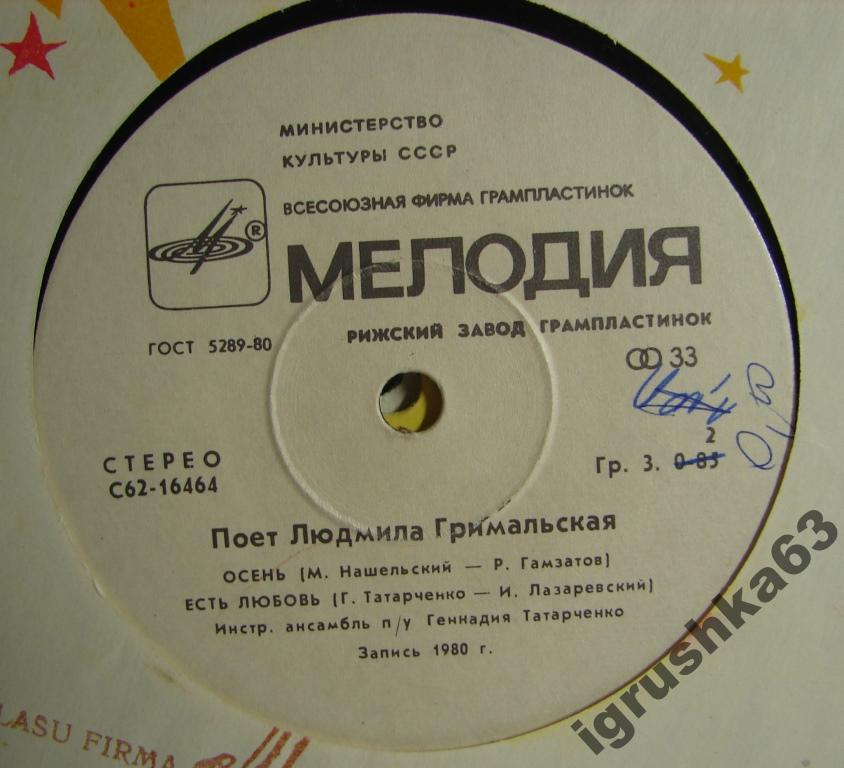 МИНИСТЕРСТВО
КУЛЬТУРЫ СССР
ВСЕСОЮЗНАЯ ФИРМА ГРАМПЛАСТИНОК
®
МЕЛОДИЯ
РИЖСКИЙ ЗАВОД ГРАМПЛАСТИНОК
ГОСТ 5289-80
33
2
СТЕРЕО
Гр. 3. 0-85
С62-16464
Поет Людмила Гримальская
ОСЕНЬ (М. Нашельский — Р. Гамзатов)
ЕСТЬ ЛЮБОВЬ (Г. Татарченко — И. Лазаревский)
Инстр. ансамбль п/у Геннадия Татарченко
Запись 1980 г.
LASU FIRMA
igrushka63